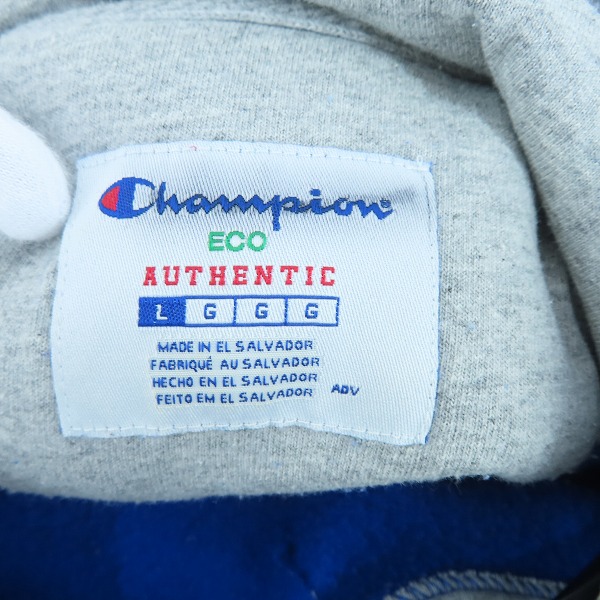 Champion
ECO
AUTHENTIC
L G G G
MADE IN EL SALVADOR
FABRIQUÉ AU SALVADOR
HECHO EN EL SALVADOR
FEITO EM EL SALVADOR ADV